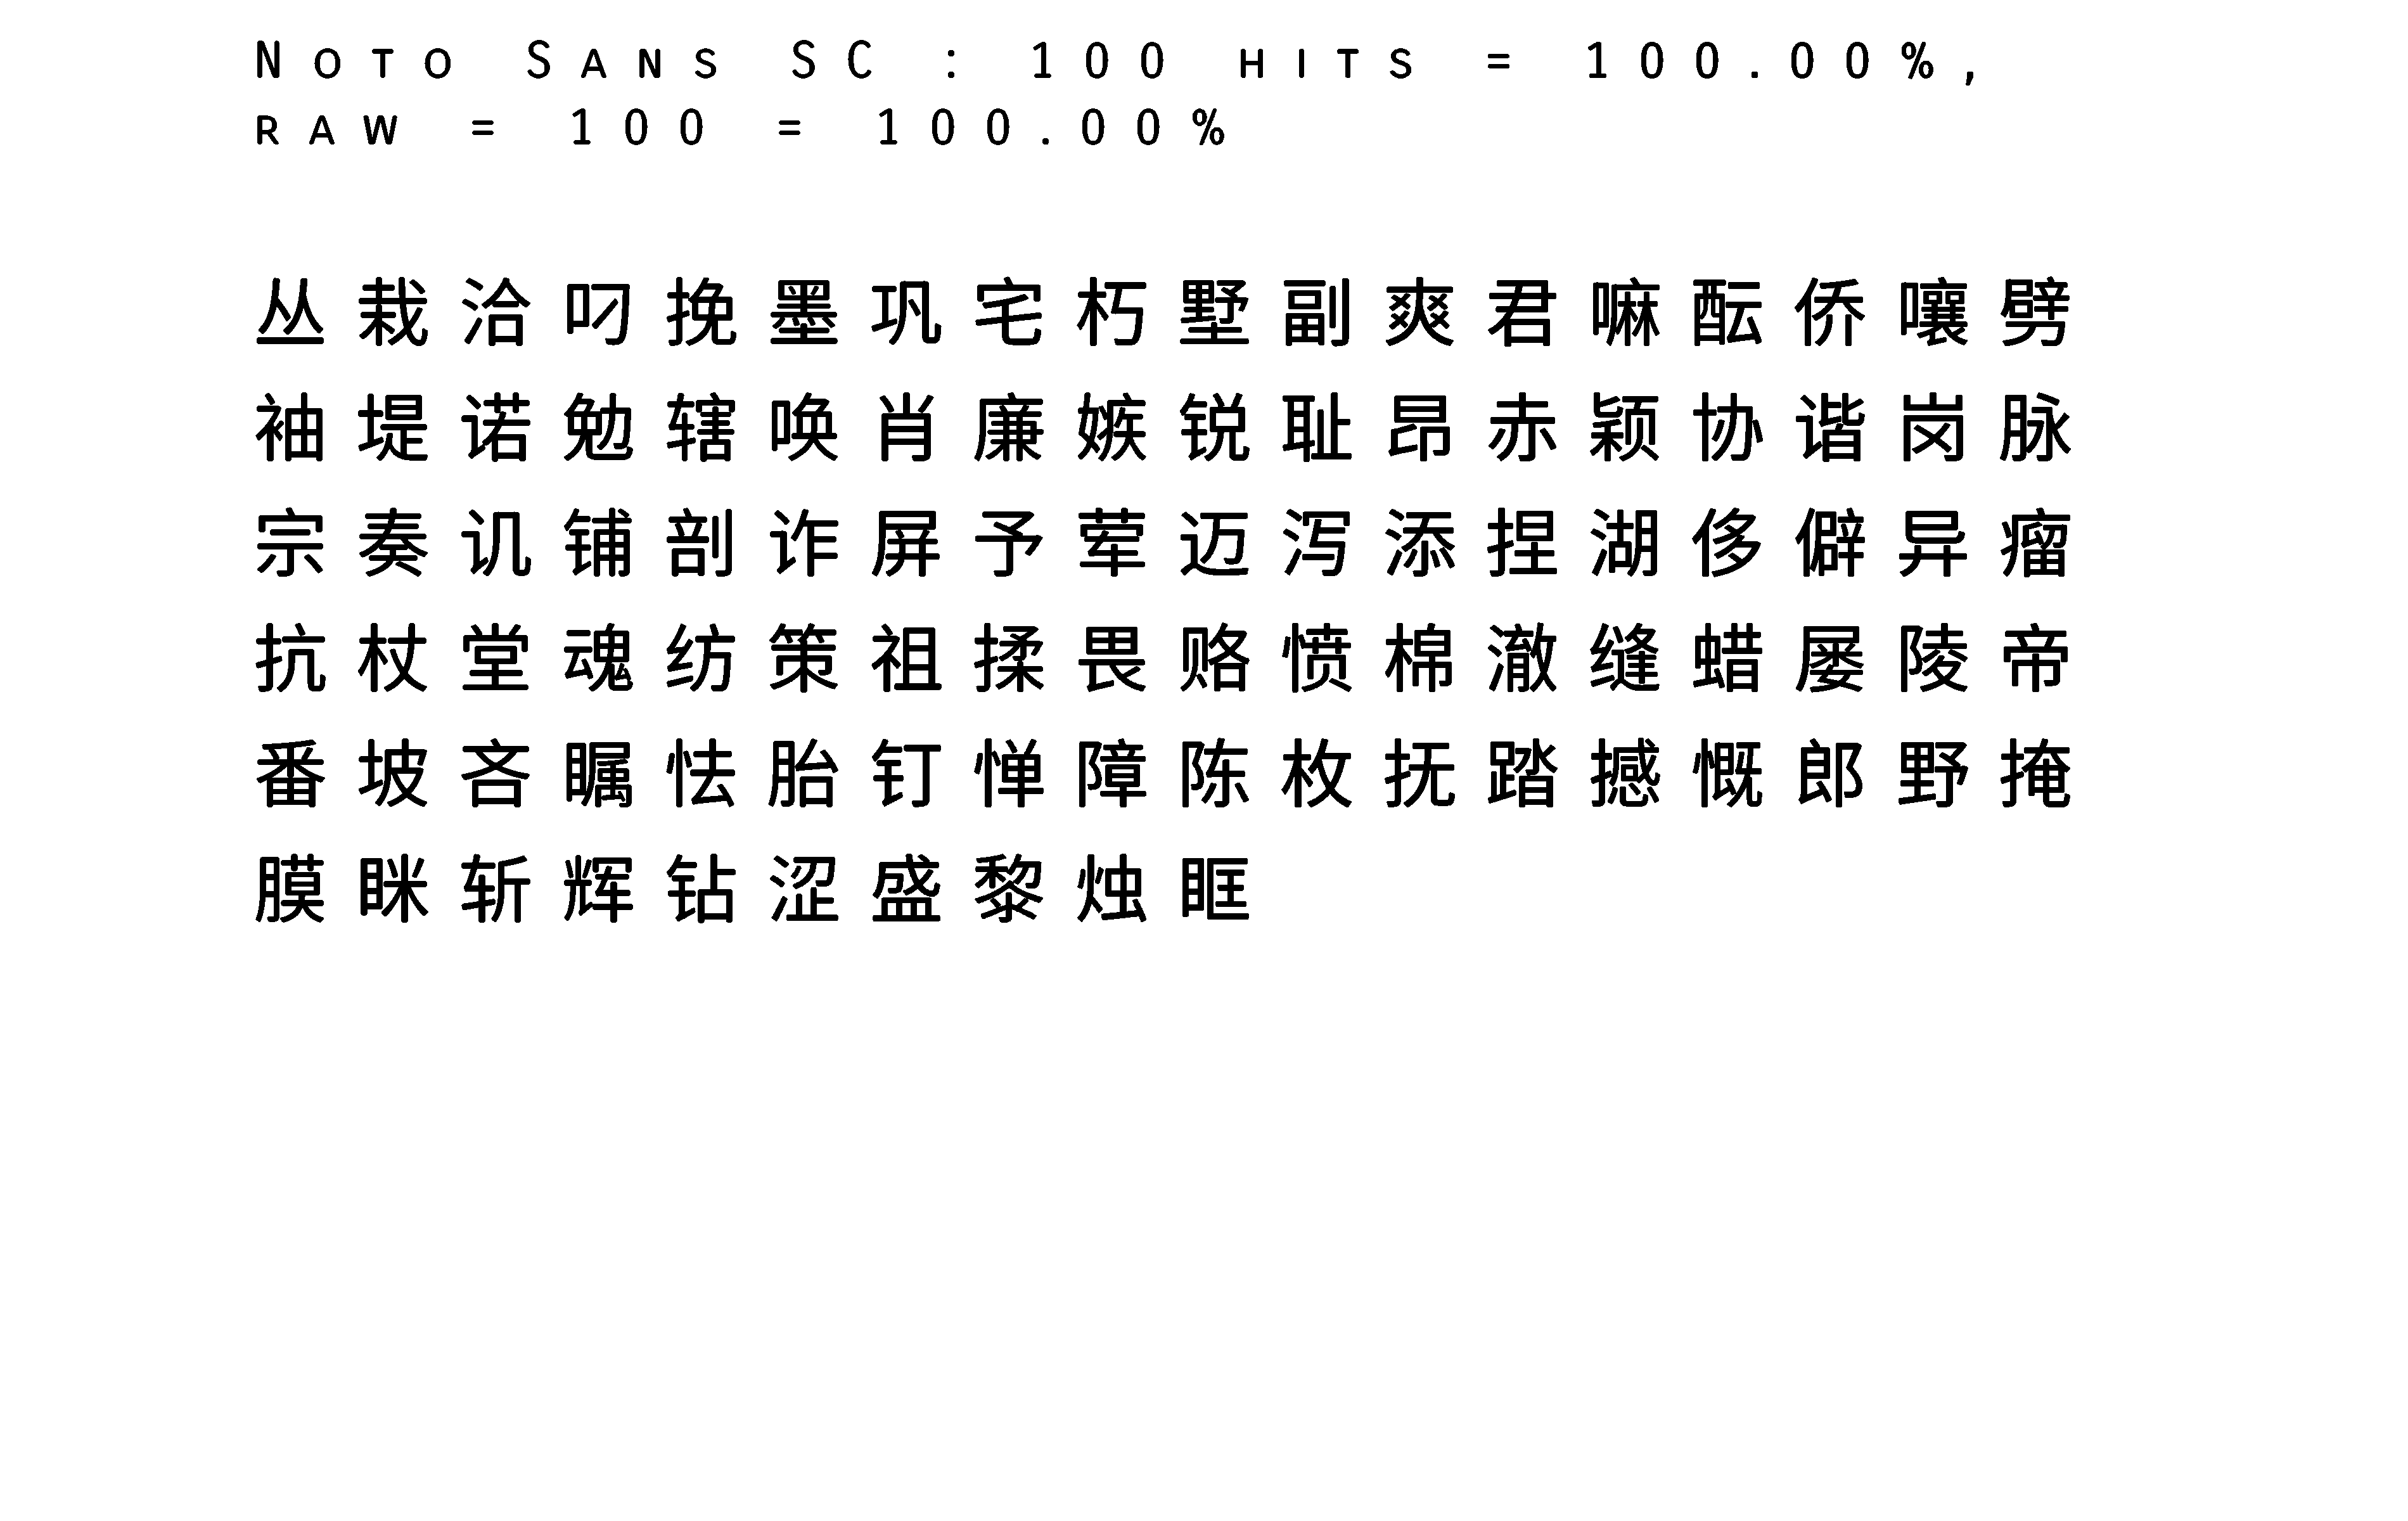 Noto Sans SC : 100 hits = 100.00%,
raw = 100 = 100.00%
丛栽洽叼挽墨巩宅朽墅副爽君嘛酝侨嚷劈
袖堤诺勉辖唤肖廉嫉锐耻昂赤颖协谐岗脉
宗奏讥铺剖诈屏予荤迈泻添捏湖侈僻异瘤
抗杖堂魂纺策祖揉畏赂愤棉澈缝蜡屡陵帝
番坡吝瞩怯胎钉惮障陈枚抚踏撼慨郎野掩
膜眯斩辉钻涩盛黎烛眶